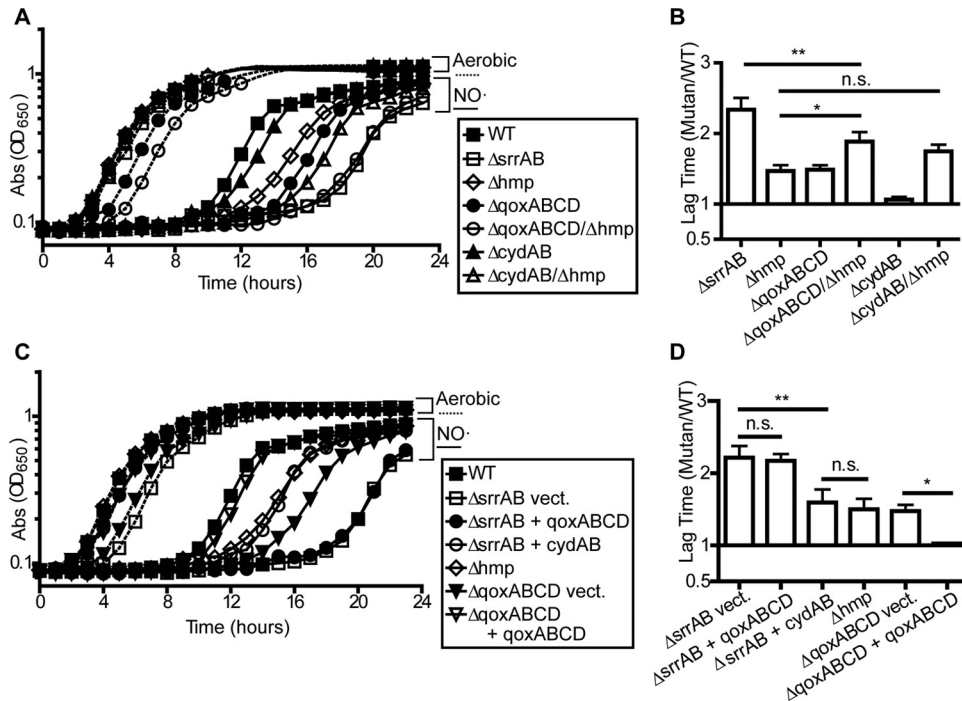 A
Abs (OD650)
1
0.1
0 4 8 12 16 20 24
Time (hours)
Aerobic
NO·
WT
ΔsrrAB
Δhmp
ΔqoxABCD
ΔqoxABCD/Δhmp
ΔcydAB
ΔcydAB/Δhmp
B
Lag Time (Mutan/WT)
3
2
1
0.5
**
n.s.
*
ΔsrrAB
Δhmp
ΔqoxABCD
ΔqoxABCD/Δhmp
ΔcydAB
ΔcydAB/Δhmp
C
Abs (OD650)
1
0.1
0 4 8 12 16 20 24
Time (hours)
Aerobic
NO·
WT
ΔsrrAB vect.
ΔsrrAB + qoxABCD
ΔsrrAB + cydAB
Δhmp
ΔqoxABCD vect.
ΔqoxABCD
+ qoxABCD
D
Lag Time (Mutan/WT)
3
2
1
0.5
**
n.s.
n.s.
*
ΔsrrAB vect.
ΔsrrAB + qoxABCD
ΔsrrAB + cydAB
Δhmp
ΔqoxABCD vect.
ΔqoxABCD + qoxABCD